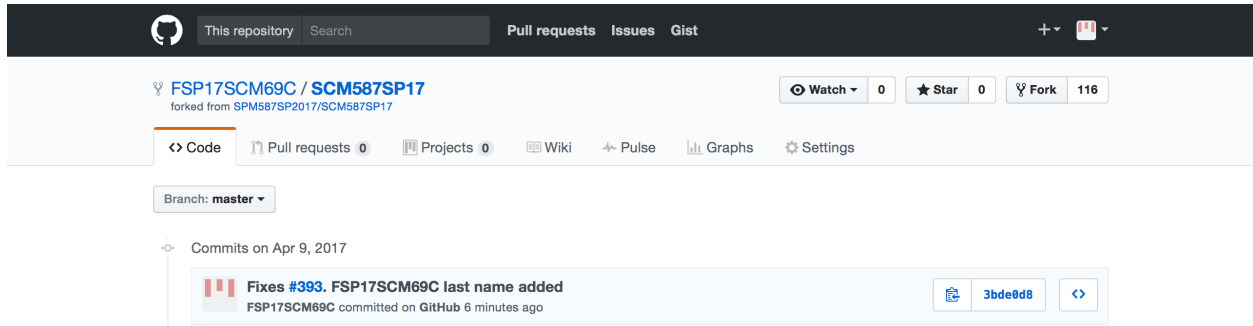 This repository Search Pull requests Issues Gist
FSP17SCM69C / SCM587SP17 Watch 0 Star 0 Fork 116
forked from SPM587SP2017/SCM587SP17
Code Pull requests 0 Projects 0 Wiki Pulse Graphs Settings
Branch: master
Commits on Apr 9, 2017
Fixes #393. FSP17SCM69C last name added
FSP17SCM69C committed on GitHub 6 minutes ago
3bde0d8